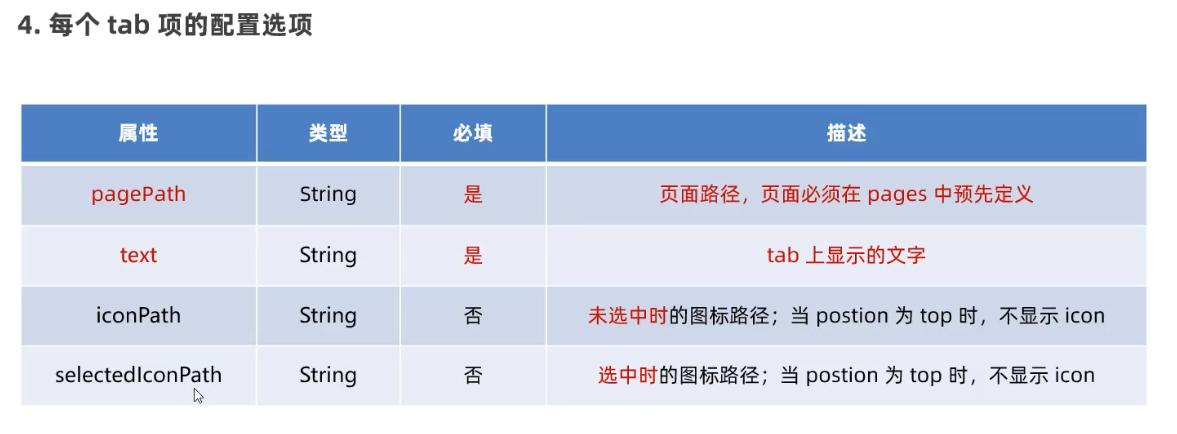 4. 每个 tab 项的配置选项
属性 类型 必填 描述
pagePath String 是 页面路径，页面必须在 pages 中预先定义
text String 是 tab 上显示的文字
iconPath String 否 未选中时的图标路径；当 postion 为 top 时，不显示 icon
selectedIconPath String 否 选中时的图标路径；当 postion 为 top 时，不显示 icon